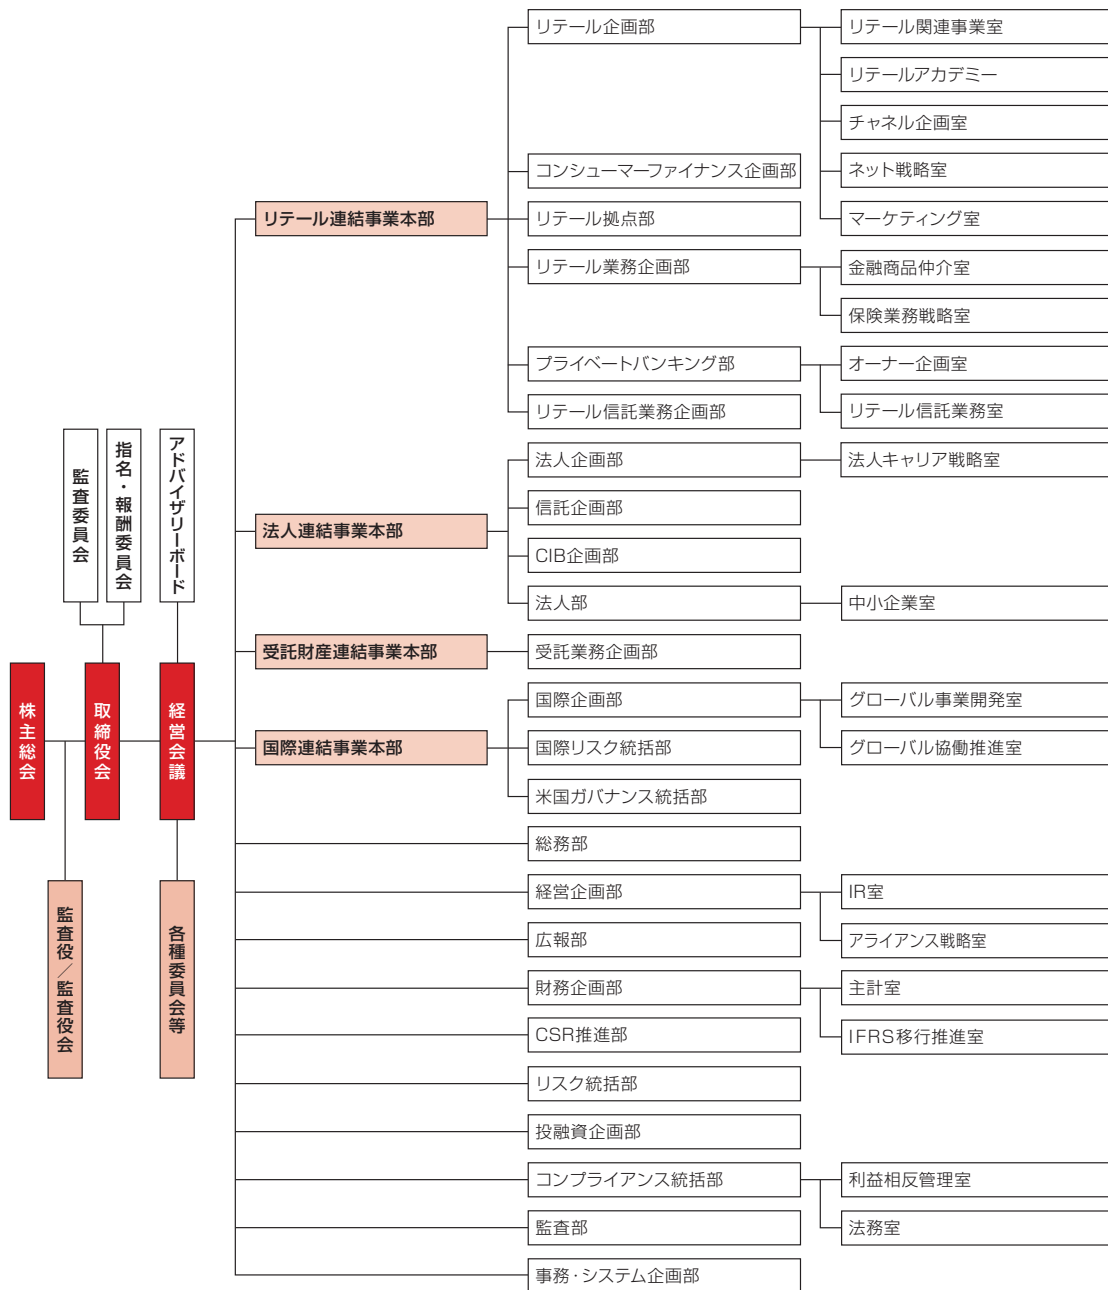 株主総会
監査役／監査役会
取締役会
監査委員会
指名・報酬委員会
経営会議
アドバイザリーボード
各種委員会等
リテール連結事業本部
リテール企画部
リテール関連事業室
リテールアカデミー
チャネル企画室
ネット戦略室
マーケティング室
コンシューマーファイナンス企画部
リテール拠点部
リテール業務企画部
金融商品仲介室
保険業務戦略室
プライベートバンキング部
オーナー企画室
リテール信託業務室
リテール信託業務企画部
法人連結事業本部
法人企画部
法人キャリア戦略室
信託企画部
CIB企画部
法人部
中小企業室
受託財産連結事業本部
受託業務企画部
国際連結事業本部
国際企画部
グローバル事業開発室
グローバル協働推進室
国際リスク統括部
米国ガバナンス統括部
総務部
経営企画部
IR室
アライアンス戦略室
広報部
財務企画部
主計室
IFRS移行推進室
CSR推進部
リスク統括部
投融資企画部
コンプライアンス統括部
利益相反管理室
法務室
監査部
事務・システム企画部